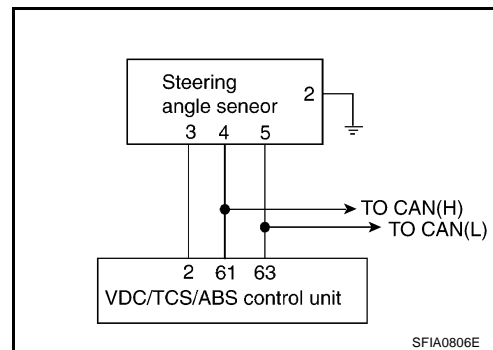 Steering
angle seneor
2
3 4 5
TO CAN(H)
TO CAN(L)
2 61 63
VDC/TCS/ABS control unit
SFIA0806E